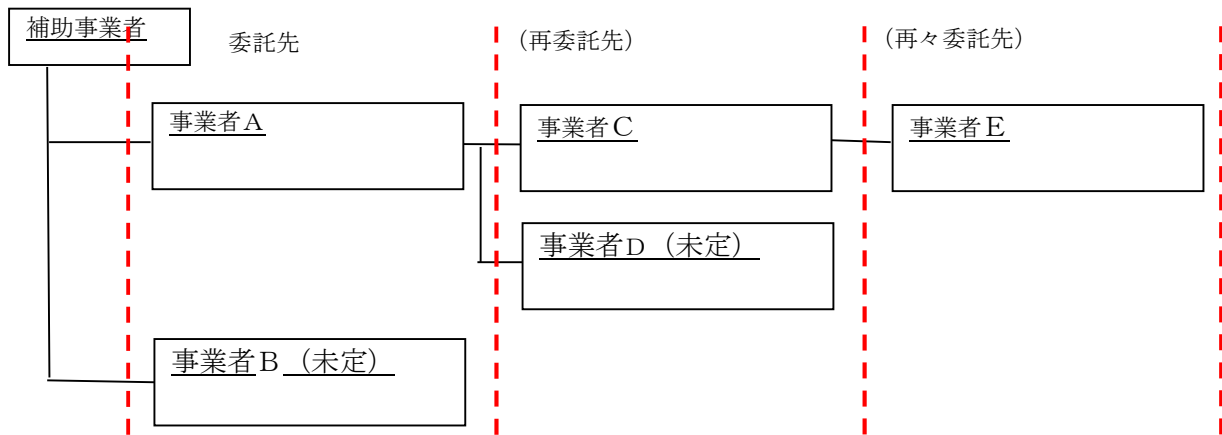 補助事業者
委託先
（再委託先）
（再々委託先）
事業者Ａ
事業者Ｃ
事業者Ｅ
事業者Ｄ（未定）
事業者Ｂ（未定）